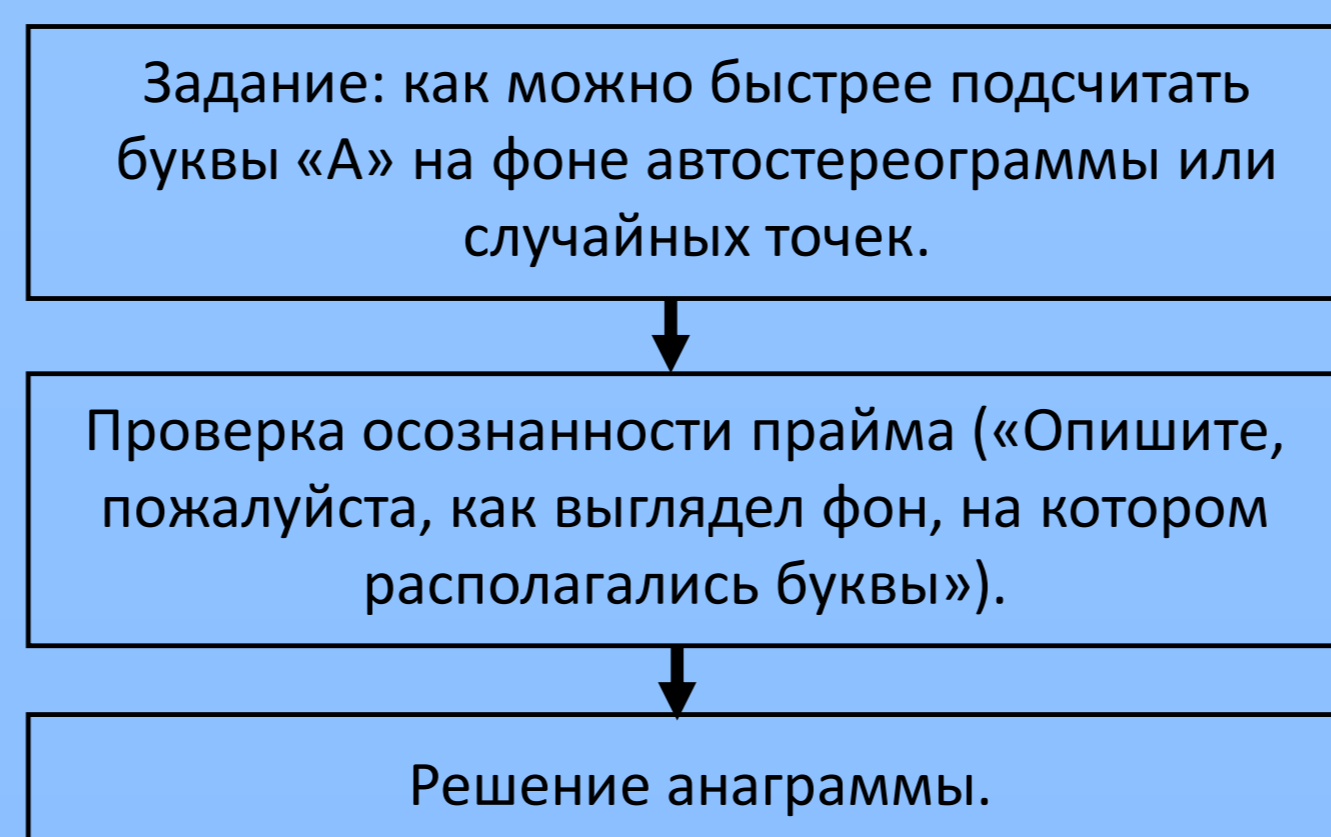 Задание: как можно быстрее подсчитать
буквы «А» на фоне автостереограммы или
случайных точек.
Проверка осознанности прайма («Опишите,
пожалуйста, как выглядел фон, на котором
располагались буквы»).
Решение анаграммы.